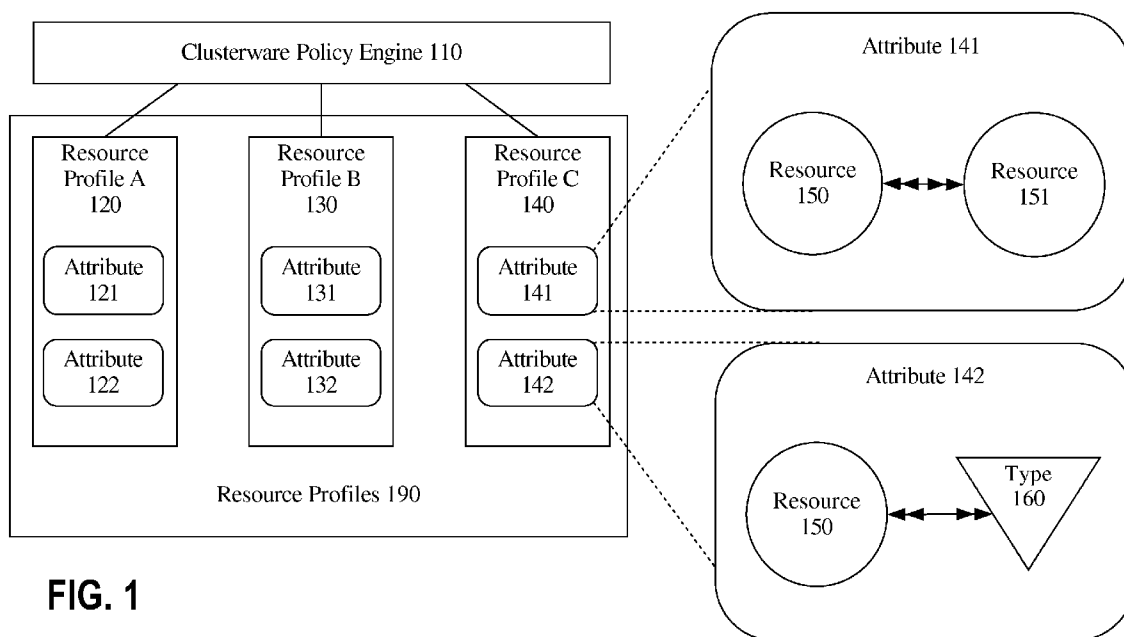 Clusterware Policy Engine 110
Resource
Profile A
120
Attribute
121
Attribute
122
Resource
Profile B
130
Attribute
131
Attribute
132
Resource
Profile C
140
Attribute
141
Attribute
142
Resource Profiles 190
Attribute 141
Resource
150
Resource
151
Attribute 142
Resource
150
Type
160
FIG. 1